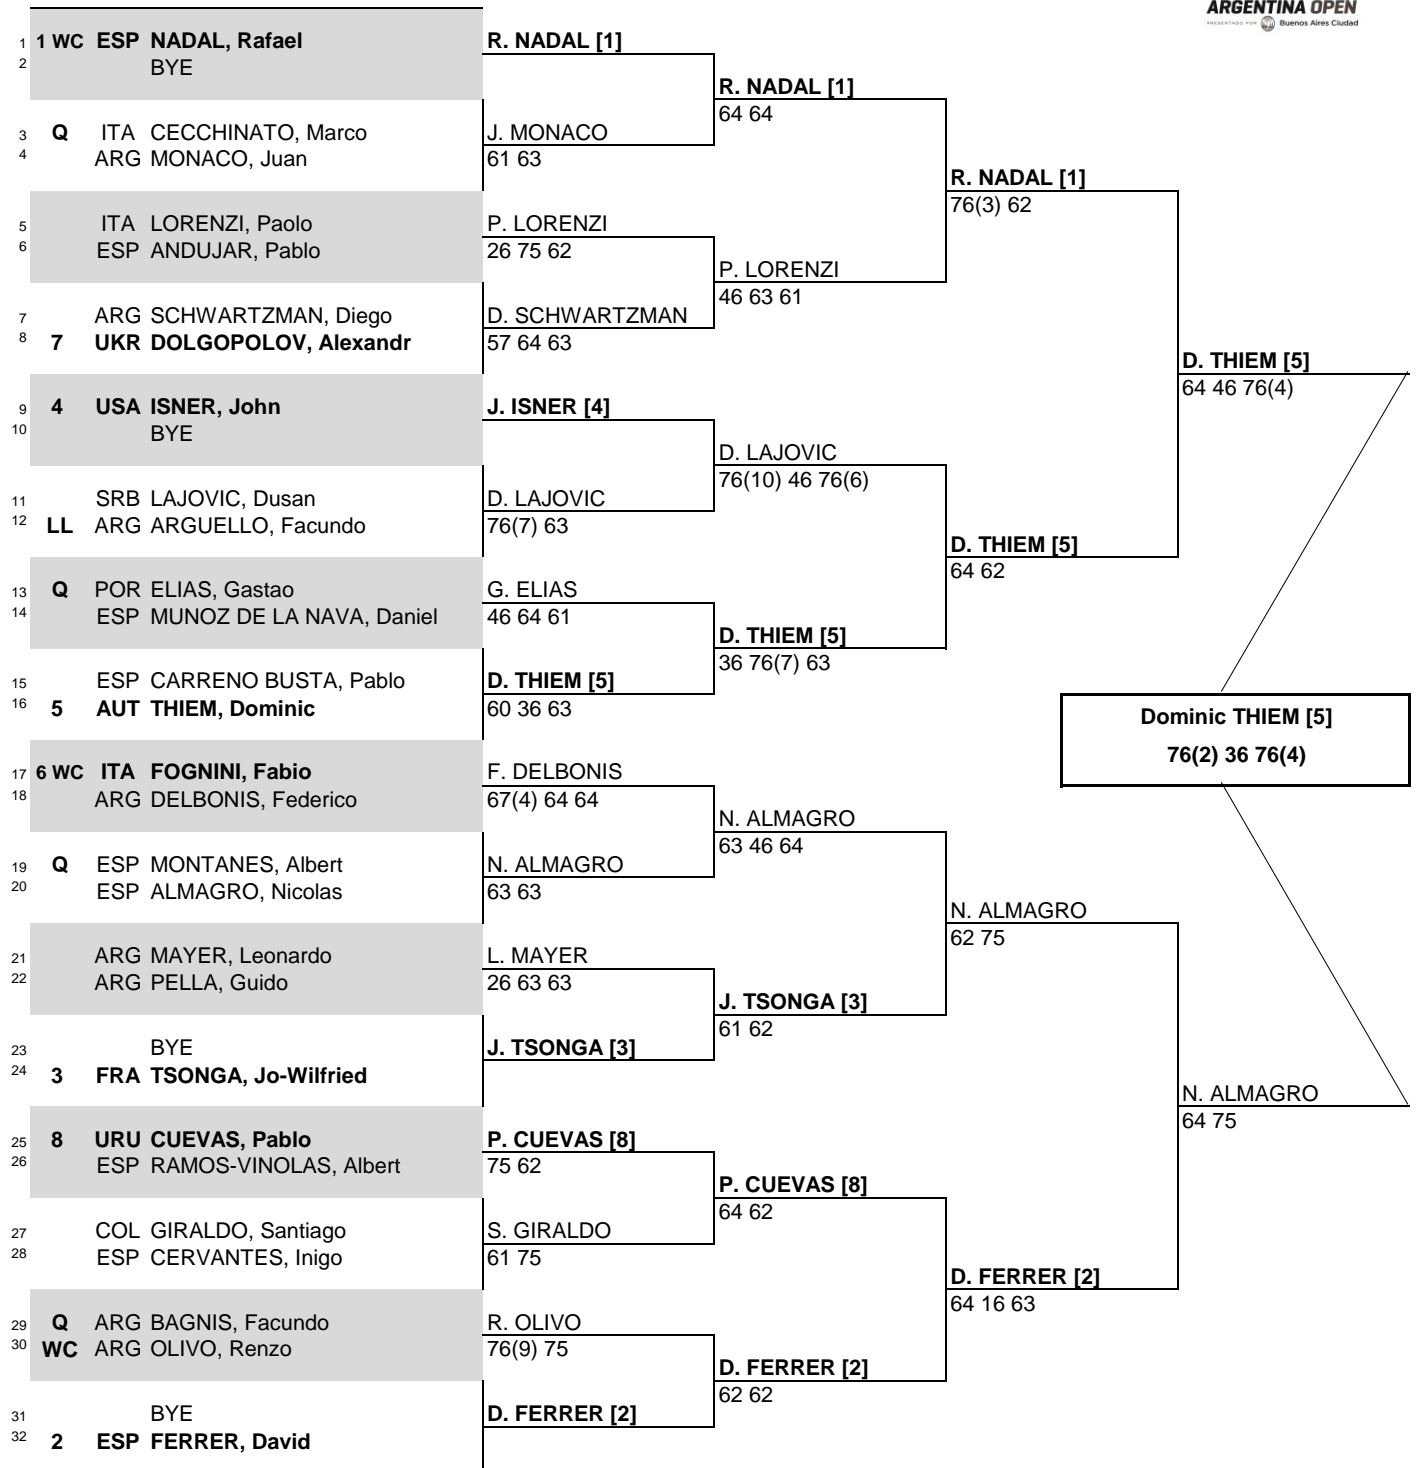 ARGENTINA OPEN
PRESENTADO POR Buenos Aires Ciudad
1 1 WC ESP NADAL, Rafael
2 BYE
3 Q ITA CECCHINATO, Marco
4 ARG MONACO, Juan
5 ITA LORENZI, Paolo
6 ESP ANDUJAR, Pablo
7 ARG SCHWARTZMAN, Diego
8 7 UKR DOLGOPOLOV, Alexandr
9 4 USA ISNER, John
10 BYE
11 SRB LAJOVIC, Dusan
12 LL ARG ARGUELLO, Facundo
13 Q POR ELIAS, Gastao
14 ESP MUNOZ DE LA NAVA, Daniel
15 ESP CARRENO BUSTA, Pablo
16 5 AUT THIEM, Dominic
17 6 WC ITA FOGNINI, Fabio
18 ARG DELBONIS, Federico
19 Q ESP MONTANES, Albert
20 ESP ALMAGRO, Nicolas
21 ARG MAYER, Leonardo
22 ARG PELLA, Guido
23 BYE
24 3 FRA TSONGA, Jo-Wilfried
25 8 URU CUEVAS, Pablo
26 ESP RAMOS-VINOLAS, Albert
27 COL GIRALDO, Santiago
28 ESP CERVANTES, Inigo
29 Q ARG BAGNIS, Facundo
30 WC ARG OLIVO, Renzo
31 BYE
32 2 ESP FERRER, David
R. NADAL [1]
J. MONACO
61 63
P. LORENZI
26 75 62
D. SCHWARTZMAN
57 64 63
J. ISNER [4]
D. LAJOVIC
76(7) 63
G. ELIAS
46 64 61
D. THIEM [5]
60 36 63
F. DELBONIS
67(4) 64 64
N. ALMAGRO
63 63
L. MAYER
26 63 63
J. TSONGA [3]
P. CUEVAS [8]
75 62
S. GIRALDO
61 75
R. OLIVO
76(9) 75
D. FERRER [2]
R. NADAL [1]
64 64
P. LORENZI
46 63 61
D. LAJOVIC
76(10) 46 76(6)
D. THIEM [5]
36 76(7) 63
N. ALMAGRO
63 46 64
J. TSONGA [3]
61 62
P. CUEVAS [8]
64 62
D. FERRER [2]
62 62
R. NADAL [1]
76(3) 62
D. THIEM [5]
64 62
N. ALMAGRO
62 75
D. FERRER [2]
64 16 63
D. THIEM [5]
64 46 76(4)
N. ALMAGRO
64 75
Dominic THIEM [5]
76(2) 36 76(4)